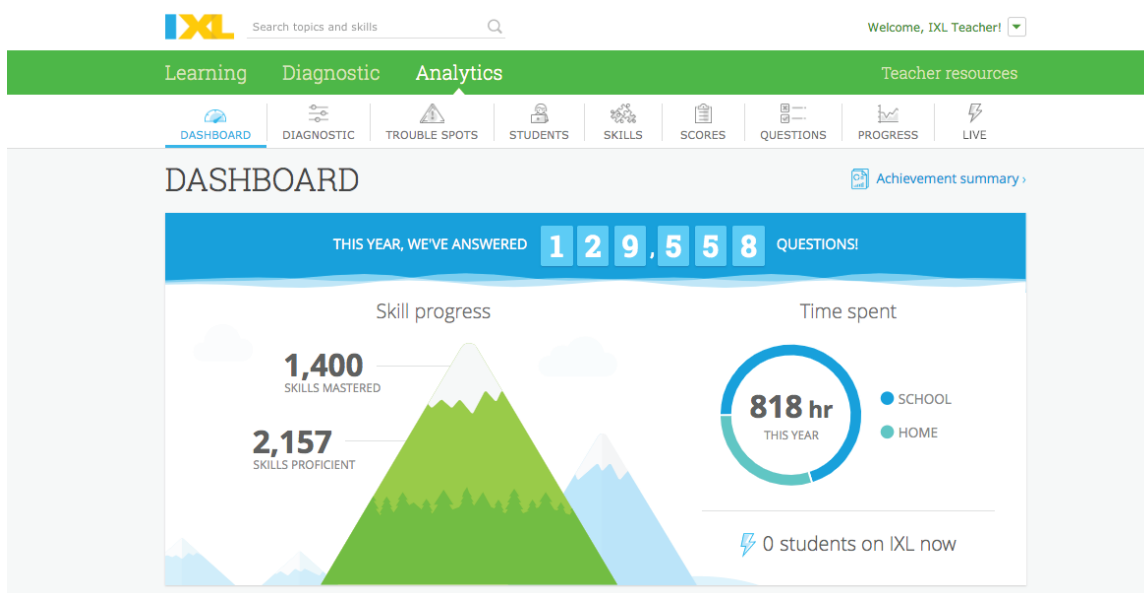 IXL Search topics and skills Welcome, IXL Teacher!
Learning Diagnostic Analytics Teacher resources
DASHBOARD DIAGNOSTIC TROUBLE SPOTS STUDENTS SKILLS SCORES QUESTIONS PROGRESS LIVE
DASHBOARD
Achievement summary ›
THIS YEAR, WE'VE ANSWERED 129,558 QUESTIONS!
Skill progress
1,400
SKILLS MASTERED
2,157
SKILLS PROFICIENT
Time spent
818 hr
THIS YEAR
SCHOOL
HOME
0 students on IXL now